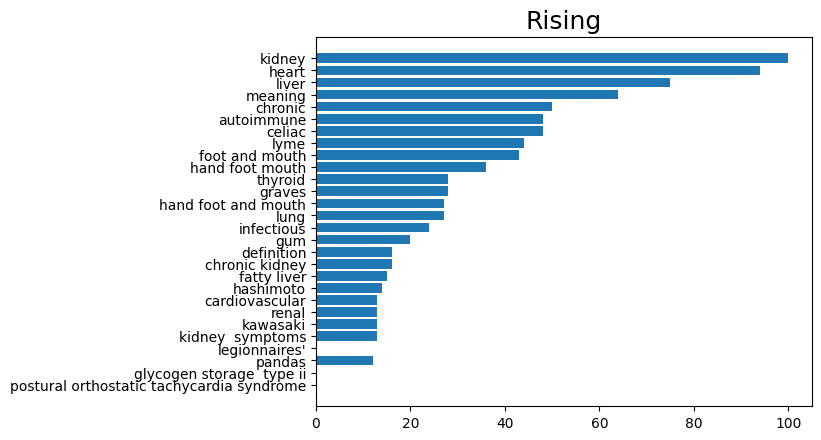 Rising
kidney
heart
liver
meaning
chronic
autoimmune
celiac
lyme
foot and mouth
hand foot mouth
thyroid
graves
hand foot and mouth
lung
infectious
gum
definition
chronic kidney
fatty liver
hashimoto
cardiovascular
renal
kawasaki
kidney  symptoms
legionnaires'
pandas
glycogen storage  type ii
postural orthostatic tachycardia syndrome
0 20 40 60 80 100